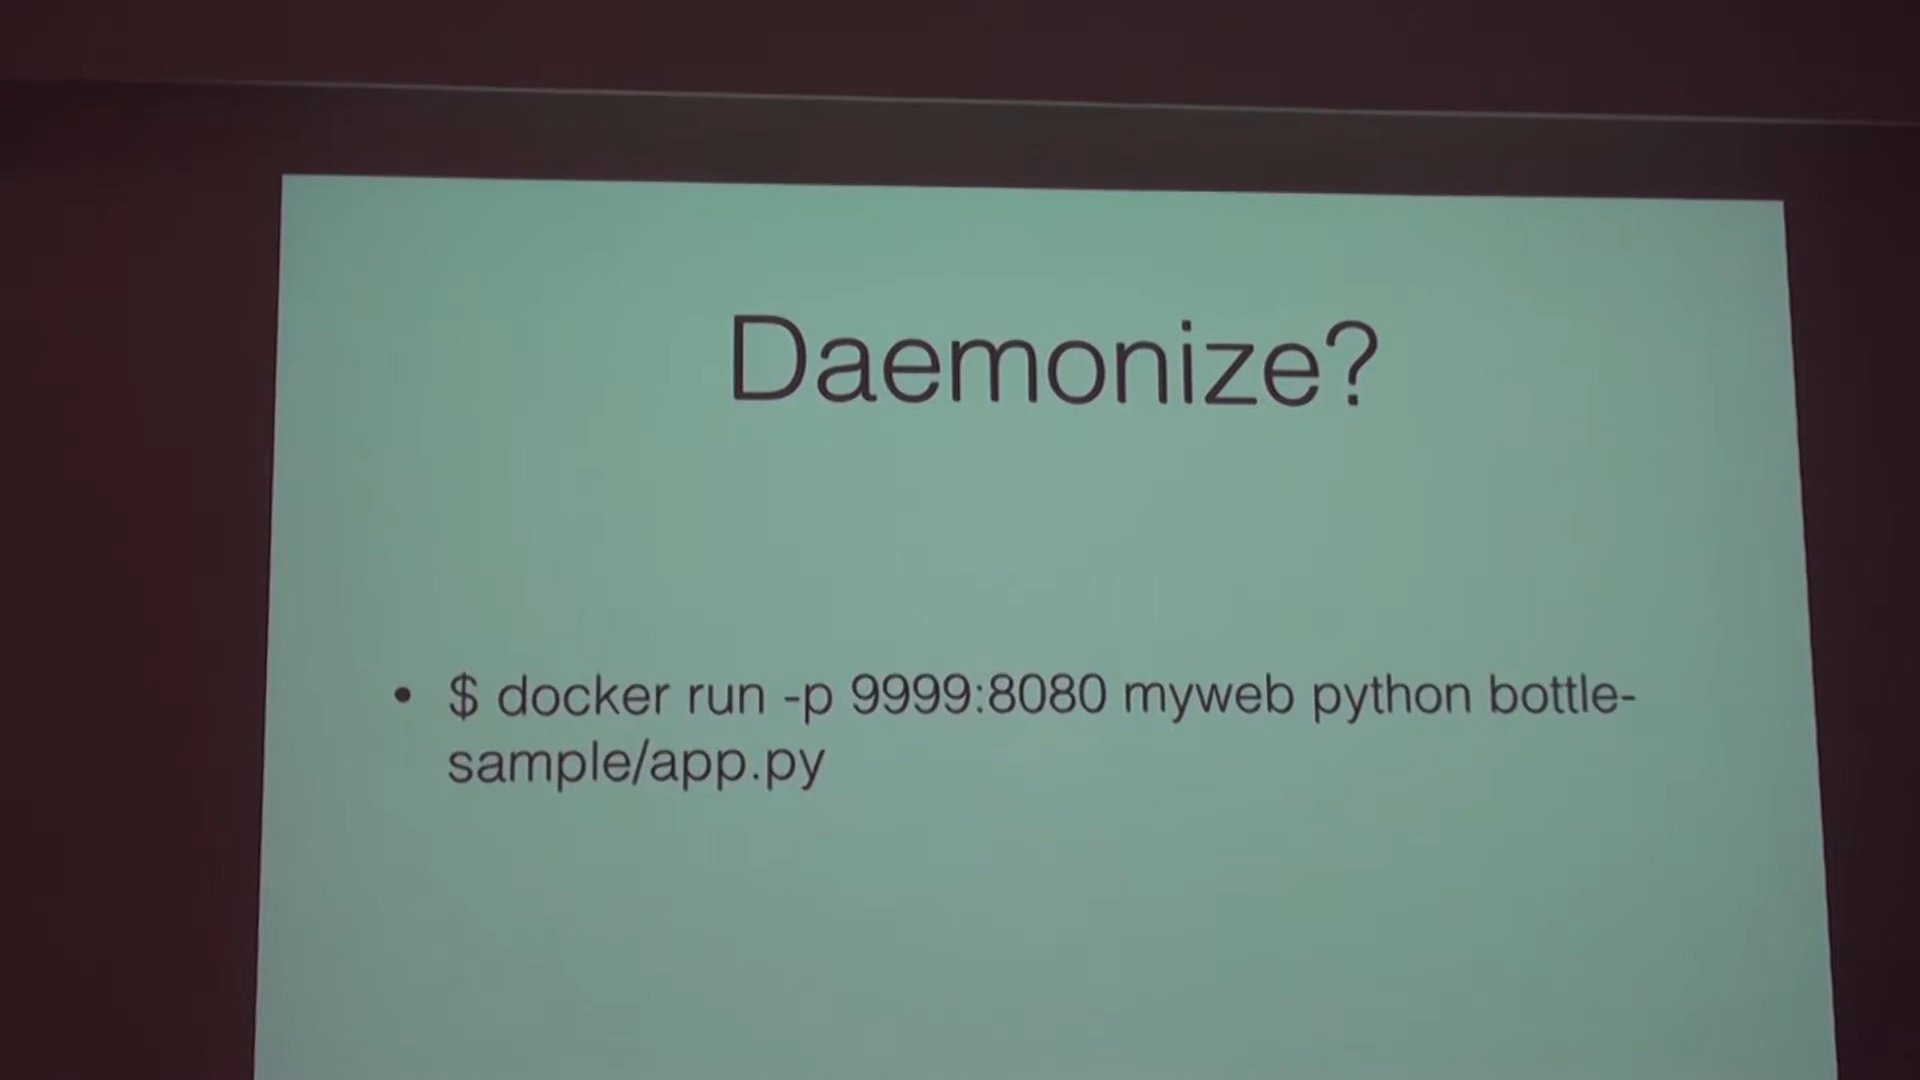 Daemonize?
• $ docker run -p 9999:8080 myweb python bottle-
sample/app.py